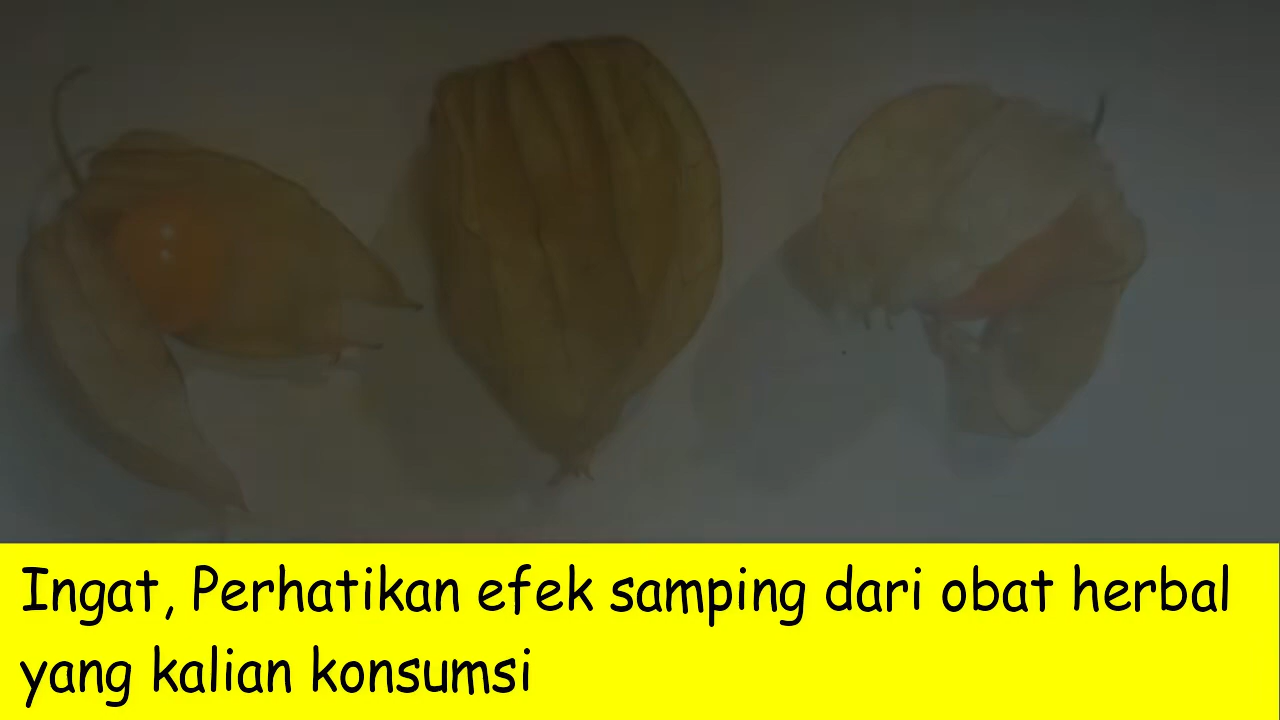 Ingat, Perhatikan efek samping dari obat herbal
yang kalian konsumsi